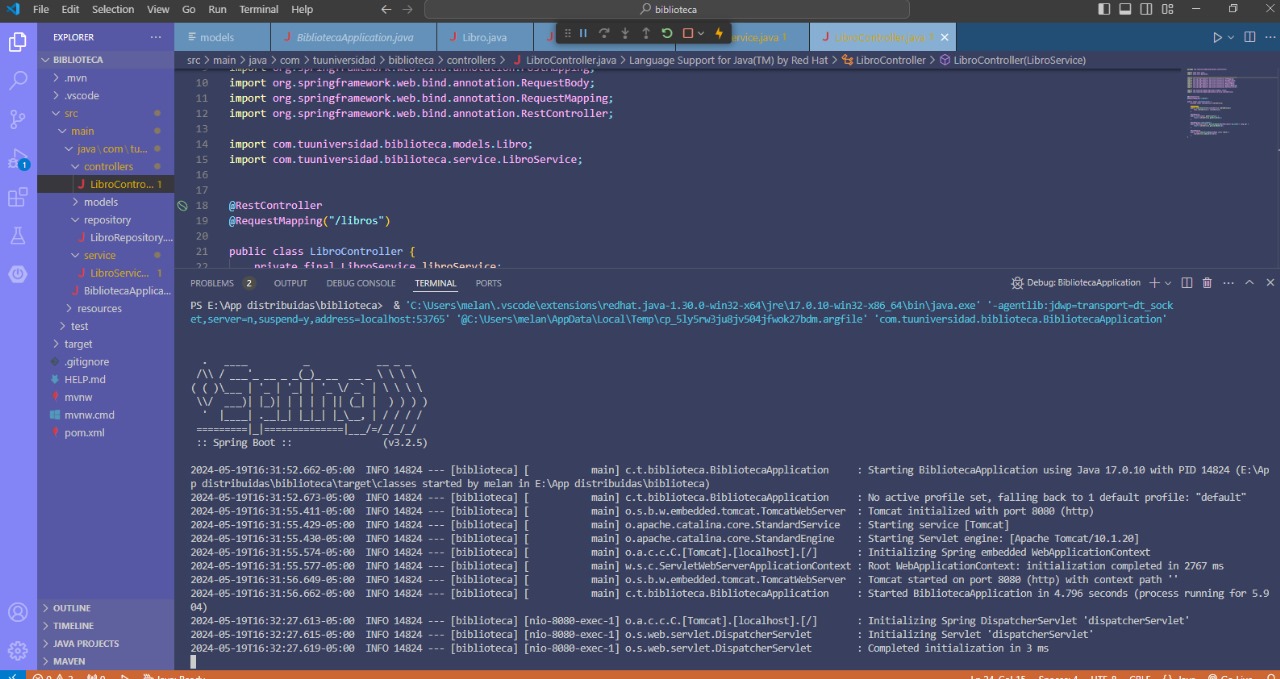 File Edit Selection View Go Run Terminal Help
biblioteca
EXPLORER
models
BibliotecaApplication.java
Libro.java
BIBLIOTECA
.mvn
.vscode
src
main
java\com\tu...
controllers
LibroContro... 1
models
repository
LibroRepository....
service
LibroServic... 1
BibliotecaApplica...
resources
test
target
.gitignore
HELP.md
mvnw
mvnw.cmd
pom.xml
OUTLINE
TIMELINE
JAVA PROJECTS
MAVEN
src > main > java > com > tuuniversidad > biblioteca > controllers > LibroController.java > Language Support for Java(TM) by Red Hat > LibroController > LibroController(LibroService)
10 import org.springframework.web.bind.annotation.RequestBody;
11 import org.springframework.web.bind.annotation.RequestMapping;
12 import org.springframework.web.bind.annotation.RestController;
13
14 import com.tuuniversidad.biblioteca.models.Libro;
15 import com.tuuniversidad.biblioteca.service.LibroService;
16
17
18 @RestController
19 @RequestMapping("/libros")
20
21 public class LibroController {
22 private final LibroService libroService;
PROBLEMS 2 OUTPUT DEBUG CONSOLE TERMINAL PORTS
Debug: BibliotecaApplication
PS E:\App distribuidas\biblioteca> & 'C:\Users\melan\.vscode\extensions\redhat.java-1.30.0-win32-x64\jre\17.0.10-win32-x86_64\bin\java.exe' '-agentlib:jdwp=transport=dt_sock
et,server=n,suspend=y,address=localhost:53765' '@C:\Users\melan\AppData\Local\Temp\cp_5ly5rw3ju8jv504jfwok27bdm.argfile' 'com.tuuniversidad.biblioteca.BibliotecaApplication'
:: Spring Boot :: (v3.2.5)
2024-05-19T16:31:52.662-05:00 INFO 14824 --- [biblioteca] [ main] c.t.biblioteca.BibliotecaApplication : Starting BibliotecaApplication using Java 17.0.10 with PID 14824 (E:\Ap
p distribuidas\biblioteca\target\classes started by melan in E:\App distribuidas\biblioteca)
2024-05-19T16:31:52.673-05:00 INFO 14824 --- [biblioteca] [ main] c.t.biblioteca.BibliotecaApplication : No active profile set, falling back to 1 default profile: "default"
2024-05-19T16:31:55.411-05:00 INFO 14824 --- [biblioteca] [ main] o.s.b.w.embedded.tomcat.TomcatWebServer : Tomcat initialized with port 8080 (http)
2024-05-19T16:31:55.429-05:00 INFO 14824 --- [biblioteca] [ main] o.apache.catalina.core.StandardService : Starting service [Tomcat]
2024-05-19T16:31:55.430-05:00 INFO 14824 --- [biblioteca] [ main] o.apache.catalina.core.StandardEngine : Starting Servlet engine: [Apache Tomcat/10.1.20]
2024-05-19T16:31:55.574-05:00 INFO 14824 --- [biblioteca] [ main] o.a.c.c.C.[Tomcat].[localhost].[/] : Initializing Spring embedded WebApplicationContext
2024-05-19T16:31:55.577-05:00 INFO 14824 --- [biblioteca] [ main] w.s.c.ServletWebServerApplicationContext : Root WebApplicationContext: initialization completed in 2767 ms
2024-05-19T16:31:56.649-05:00 INFO 14824 --- [biblioteca] [ main] o.s.b.w.embedded.tomcat.TomcatWebServer : Tomcat started on port 8080 (http) with context path ''
2024-05-19T16:31:56.662-05:00 INFO 14824 --- [biblioteca] [ main] c.t.biblioteca.BibliotecaApplication : Started BibliotecaApplication in 4.796 seconds (process running for 5.9
04)
2024-05-19T16:32:27.613-05:00 INFO 14824 --- [biblioteca] [nio-8080-exec-1] o.a.c.c.C.[Tomcat].[localhost].[/] : Initializing Spring DispatcherServlet 'dispatcherServlet'
2024-05-19T16:32:27.615-05:00 INFO 14824 --- [biblioteca] [nio-8080-exec-1] o.s.web.servlet.DispatcherServlet : Initializing Servlet 'dispatcherServlet'
2024-05-19T16:32:27.619-05:00 INFO 14824 --- [biblioteca] [nio-8080-exec-1] o.s.web.servlet.DispatcherServlet : Completed initialization in 3 ms